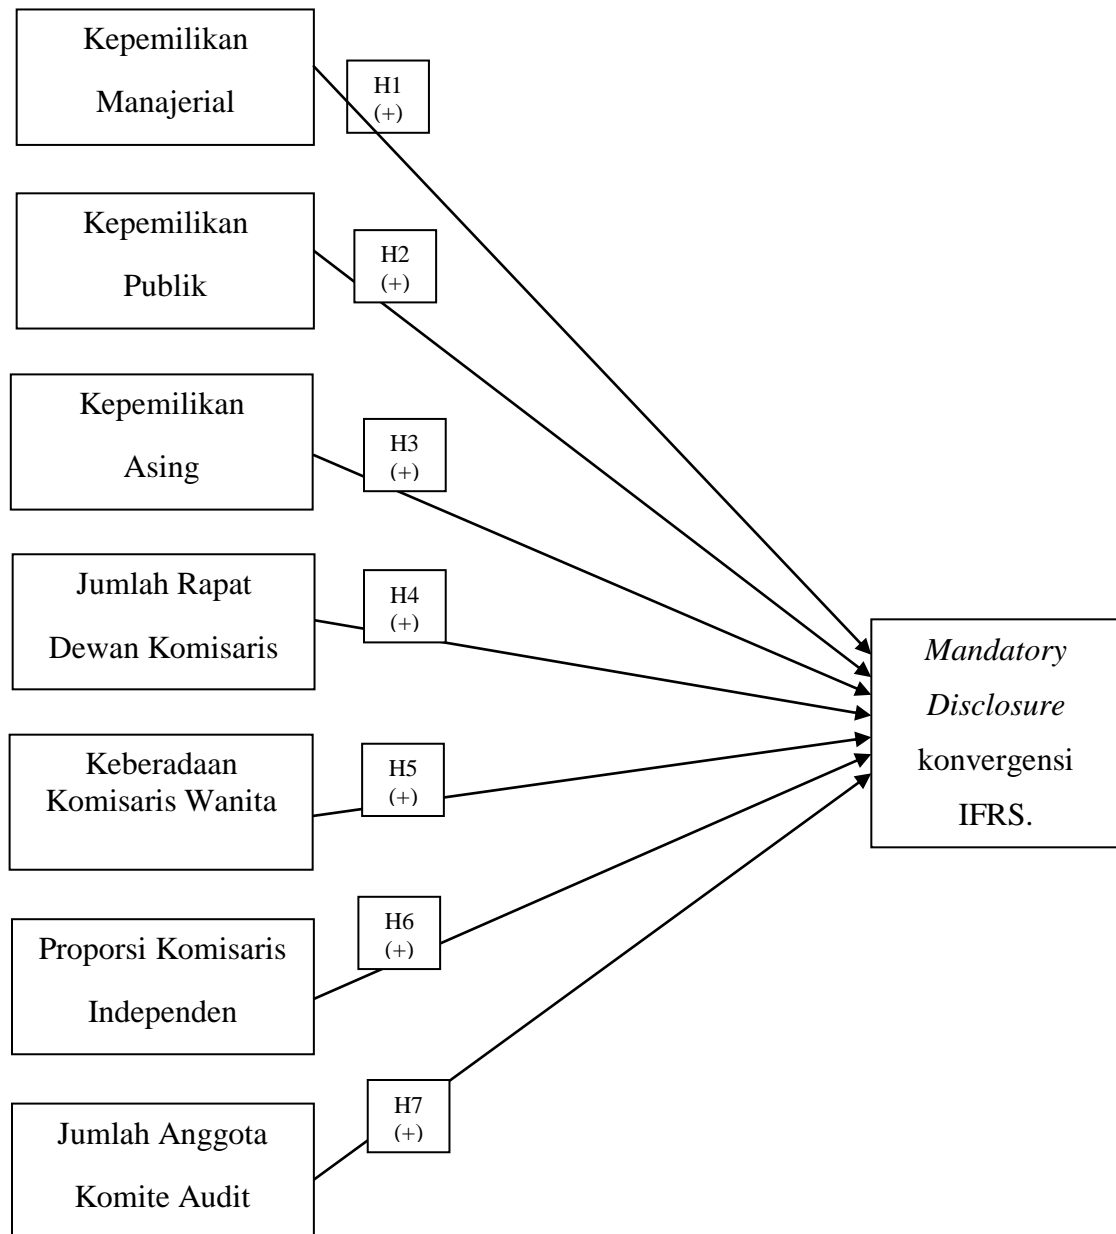 Kepemilikan
Manajerial
H1
(+)
Kepemilikan
Publik
H2
(+)
Kepemilikan
Asing
H3
(+)
Jumlah Rapat
Dewan Komisaris
H4
(+)
Keberadaan
Komisaris Wanita
H5
(+)
Proporsi Komisaris
Independen
H6
(+)
Jumlah Anggota
Komite Audit
H7
(+)
Mandatory
Disclosure
konvergensi
IFRS.